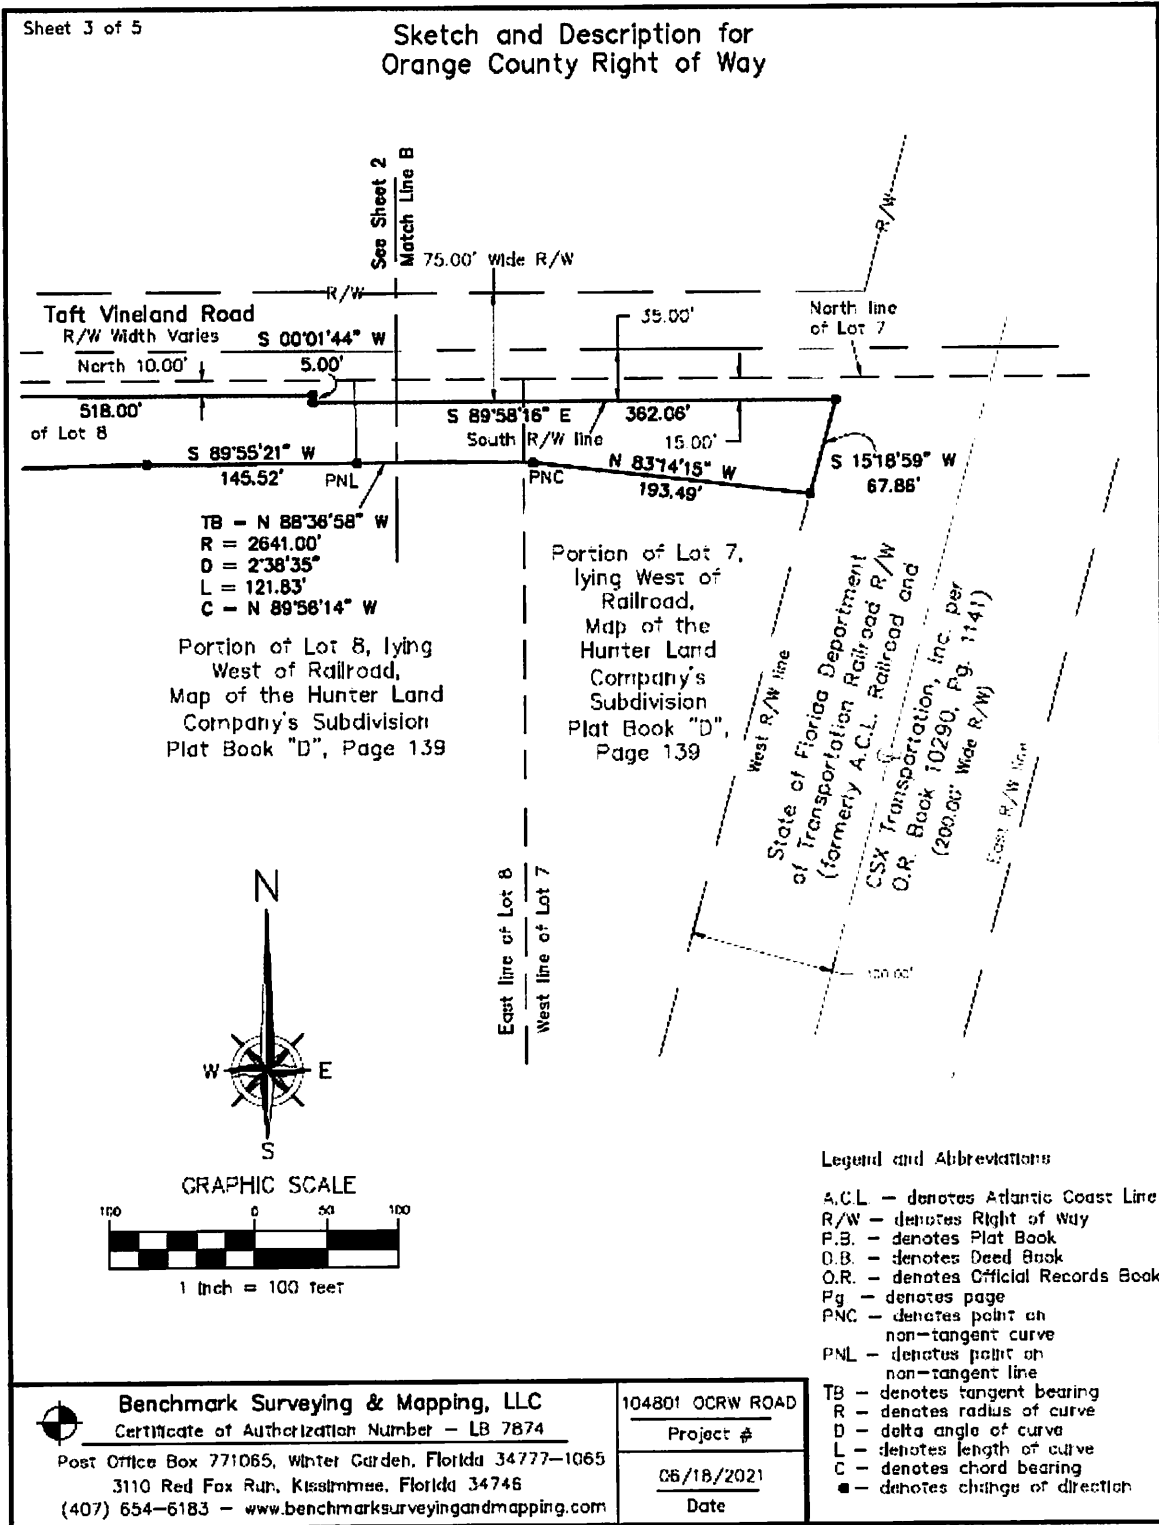 Sheet 3 of 5
Sketch and Description for
Orange County Right of Way
See Sheet 2
Match Line B
75.00' Wide R/W
R/W
R/W
Taft Vineland Road
R/W Width Varies
S 00°01'44" W
5.00'
North 10.00'
35.00'
North line
of Lot 7
518.00'
of Lot 8
S 89°58'16" E
362.06'
South R/W line
15.00'
S 89°55'21" W
145.52'
PNL
PNC
N 83°14'15" W
193.49'
S 15°18'59" W
67.86'
TB - N 88°36'58" W
R = 2641.00'
D = 2°38'35"
L = 121.83'
C - N 89°56'14" W
Portion of Lot 8, lying
West of Railroad,
Map of the Hunter Land
Company's Subdivision
Plat Book "D", Page 139
Portion of Lot 7,
lying West of
Railroad,
Map of the
Hunter Land
Company's
Subdivision
Plat Book "D",
Page 139
West R/W line
State of Florida Department
of Transportation Railroad R/W
(formerly A.C.L. Railroad and
CSX Transportation, Inc. per
O.R. Book 10290, Pg. 1141)
(200.00' Wide R/W)
East R/W line
100.00'
East line of Lot 8
West line of Lot 7
N
W
E
S
GRAPHIC SCALE
100 0 50 100
1 inch = 100 feet
Legend and Abbreviations
A.C.L. — denotes Atlantic Coast Line
R/W — denotes Right of Way
P.B. — denotes Plat Book
D.B. — denotes Deed Book
O.R. — denotes Official Records Book
Pg — denotes page
PNC — denotes point on
non-tangent curve
PNL — denotes point on
non-tangent line
TB — denotes tangent bearing
R — denotes radius of curve
D — delta angle of curve
L — denotes length of curve
C — denotes chord bearing
■ — denotes change of direction
Benchmark Surveying & Mapping, LLC
Certificate of Authorization Number — LB 7874
Post Office Box 771065, Winter Garden, Florida 34777-1065
3110 Red Fox Run, Kissimmee, Florida 34746
(407) 654-6183 — www.benchmarksurveyingandmapping.com
104801 OCRW ROAD
Project #
06/18/2021
Date